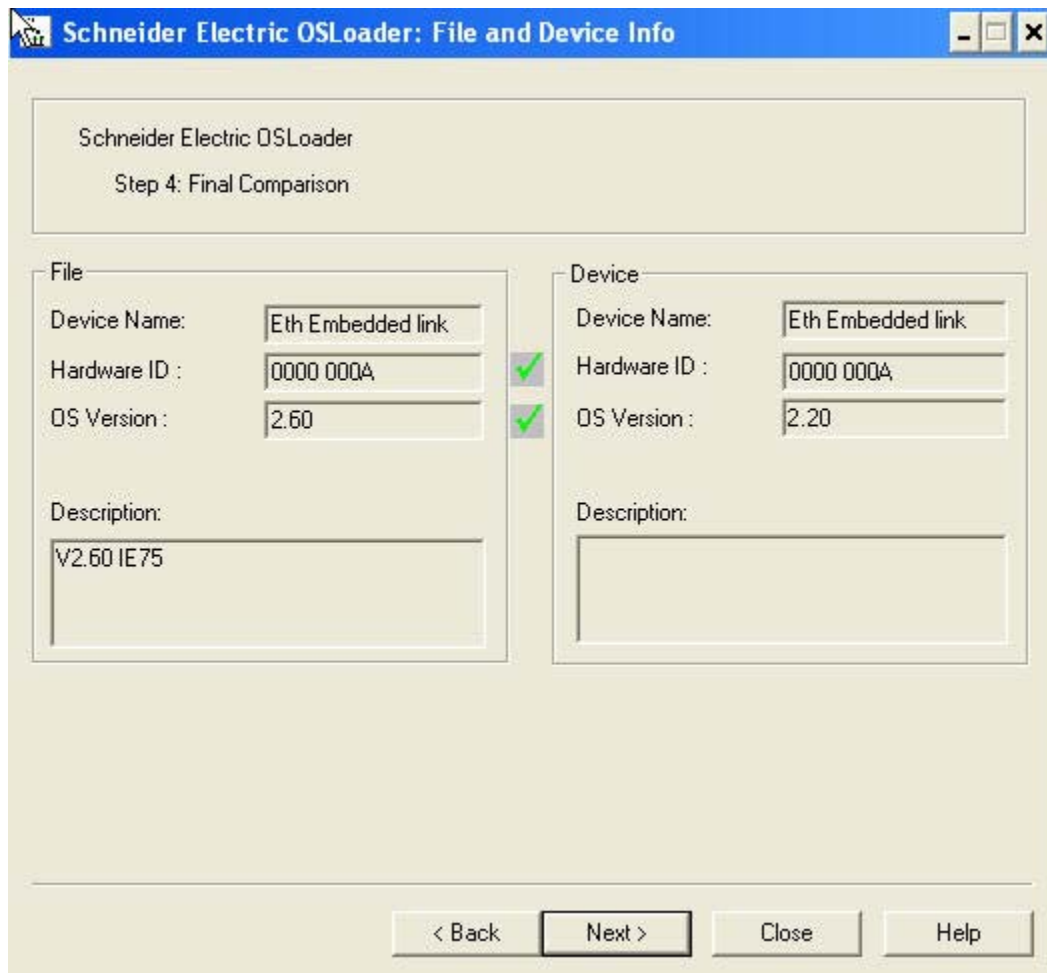 Schneider Electric OSLoader: File and Device Info
Schneider Electric OSLoader
Step 4: Final Comparison
File
Device Name: Eth Embedded link
Hardware ID : 0000 000A
OS Version : 2.60
Description:
V2.60 IE75
Device
Device Name: Eth Embedded link
Hardware ID : 0000 000A
OS Version : 2.20
Description:
< Back Next > Close Help